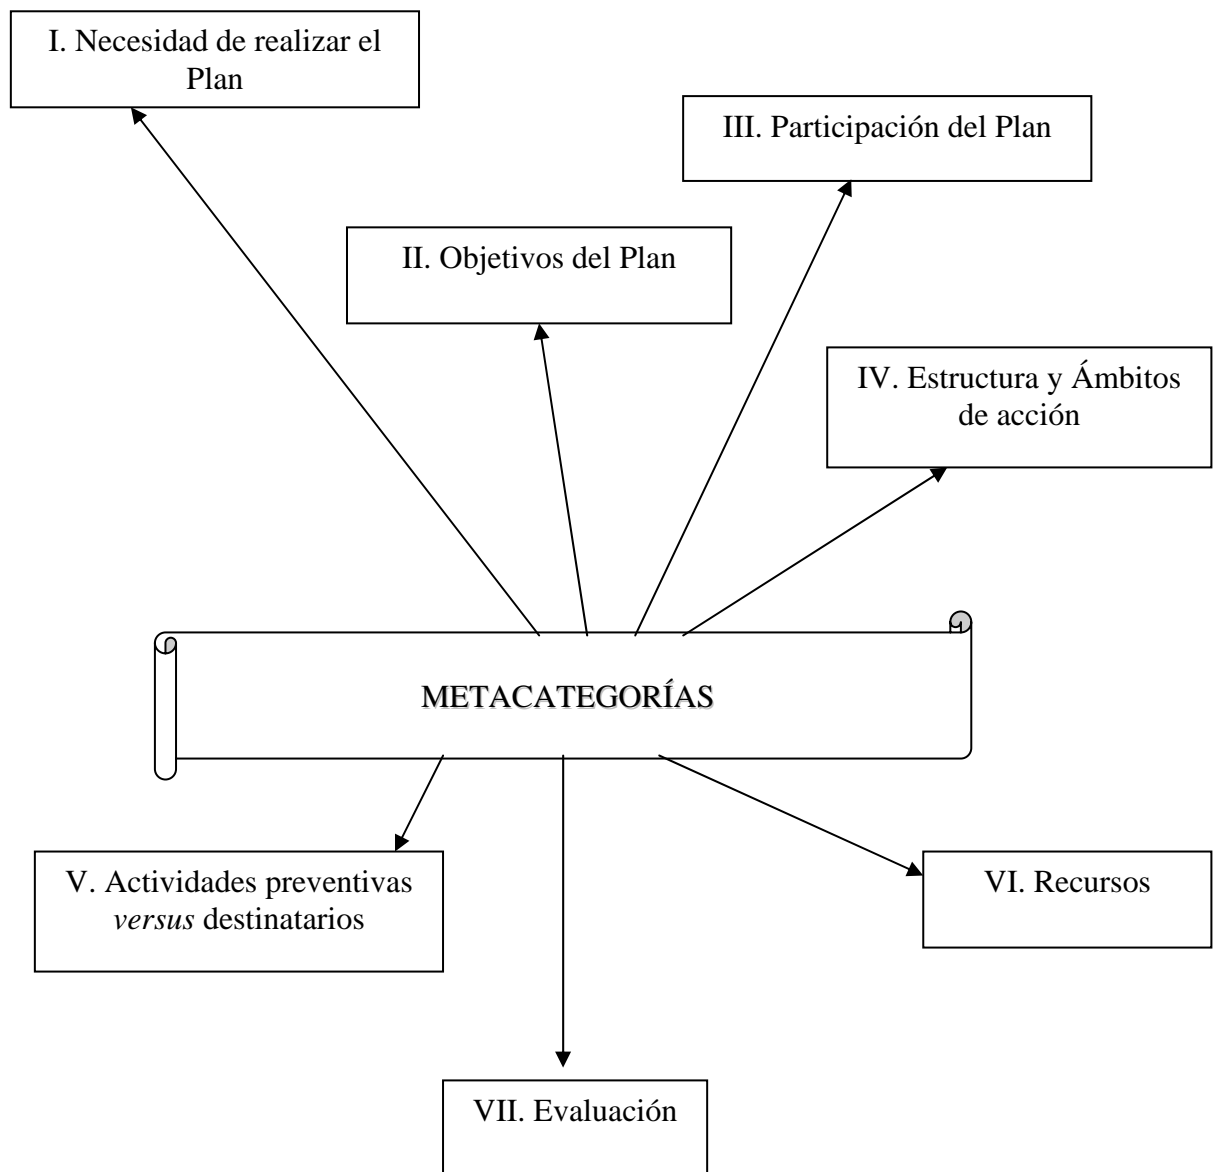 I. Necesidad de realizar el
Plan
III. Participación del Plan
II. Objetivos del Plan
IV. Estructura y Ámbitos
de acción
METACATEGORÍAS
V. Actividades preventivas
versus destinatarios
VI. Recursos
VII. Evaluación